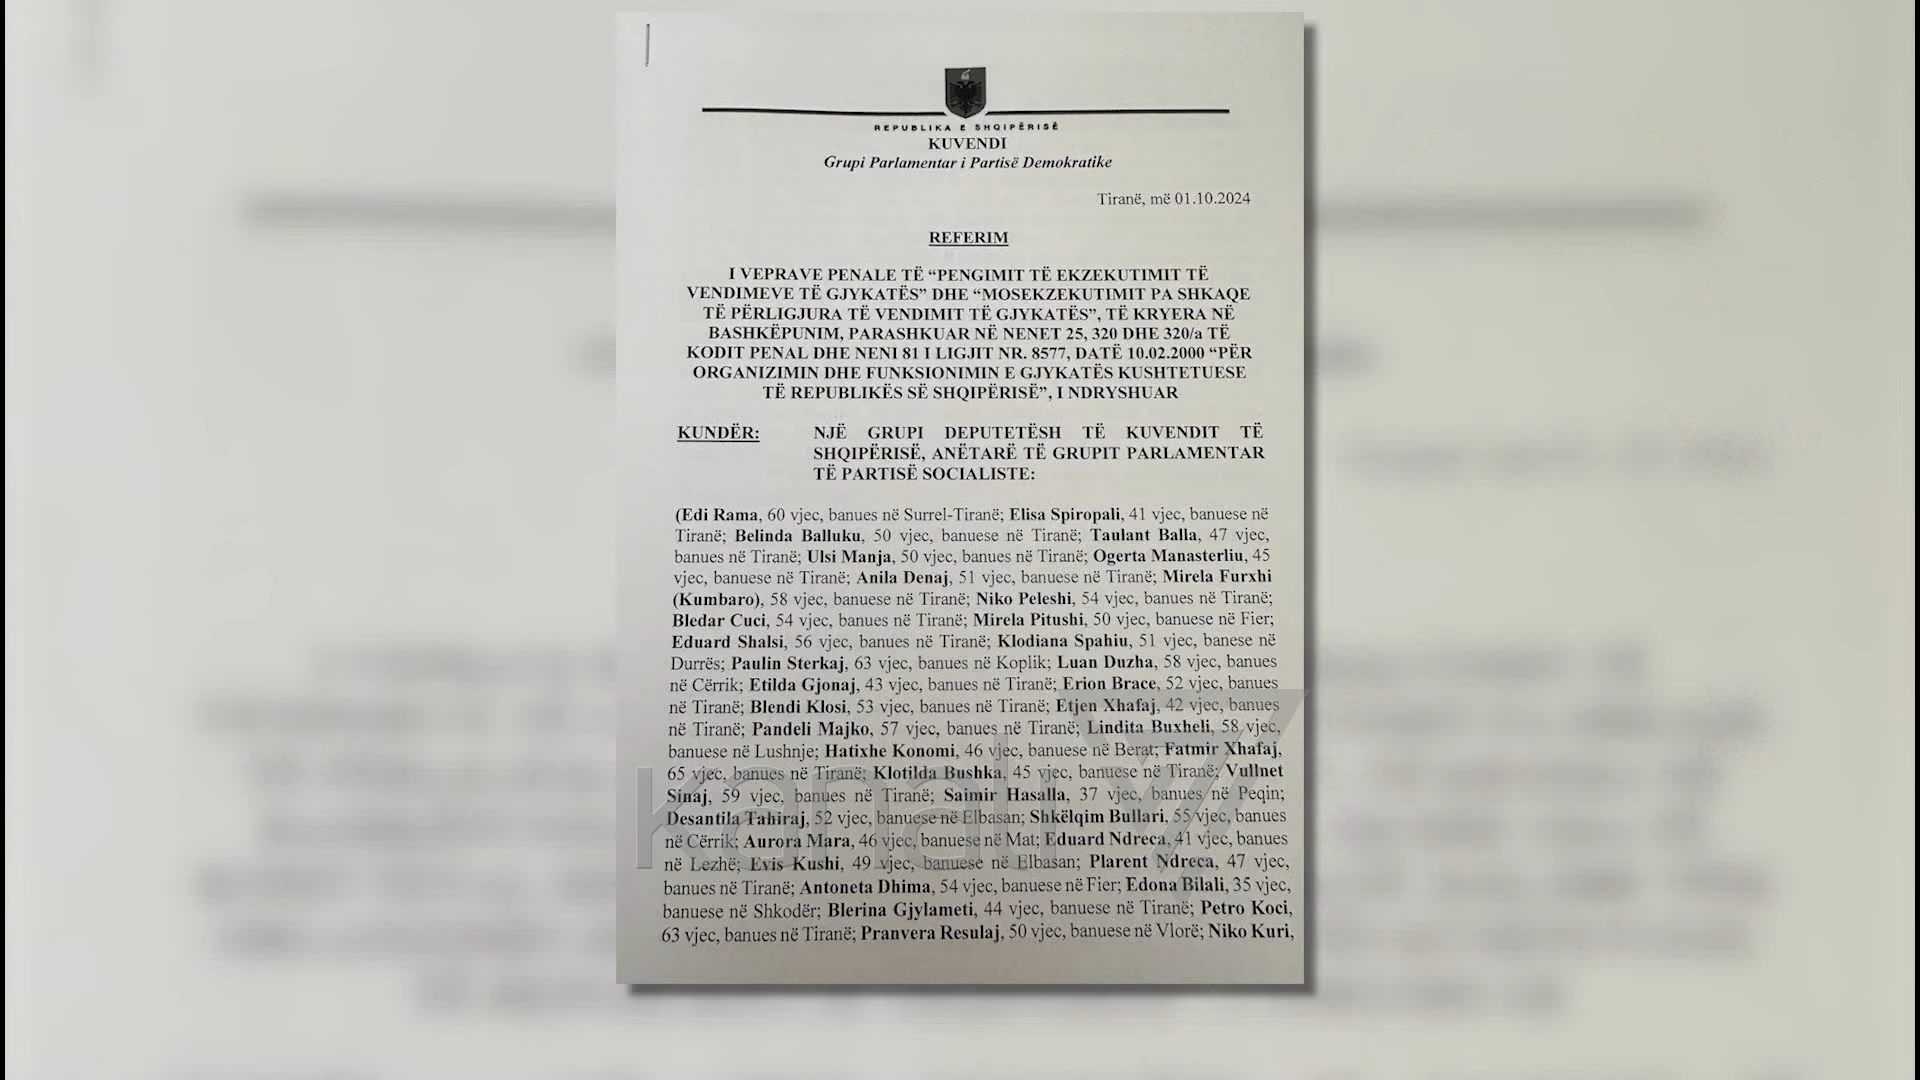 REPUBLIKA E SHQIPËRISË
KUVENDI
Grupi Parlamentar i Partisë Demokratike
Tiranë, më 01.10.2024
REFERIM
I VEPRAVE PENALE TË “PENGIMIT TË EKZEKUTIMIT TË
VENDIMEVE TË GJYKATËS” DHE “MOSEKZEKUTIMIT PA SHKAQE
TË PËRLIGJURA TË VENDIMIT TË GJYKATËS”, TË KRYERA NË
BASHKËPUNIM, PARASHKUAR NË NENET 25, 320 DHE 320/a TË
KODIT PENAL DHE NENI 81 I LIGJIT NR. 8577, DATË 10.02.2000 “PËR
ORGANIZIMIN DHE FUNKSIONIMIN E GJYKATËS KUSHTETUESE
TË REPUBLIKËS SË SHQIPËRISË”, I NDRYSHUAR
KUNDËR: NJË GRUPI DEPUTETËSH TË KUVENDIT TË
SHQIPËRISË, ANËTARË TË GRUPIT PARLAMENTAR
TË PARTISË SOCIALISTE:
(Edi Rama, 60 vjec, banues në Surrel-Tiranë; Elisa Spiropali, 41 vjec, banuese në
Tiranë; Belinda Balluku, 50 vjec, banuese në Tiranë; Taulant Balla, 47 vjec,
banues në Tiranë; Ulsi Manja, 50 vjec, banues në Tiranë; Ogerta Manasterliu, 45
vjec, banuese në Tiranë; Anila Denaj, 51 vjec, banuese në Tiranë; Mirela Furxhi
(Kumbaro), 58 vjec, banuese në Tiranë; Niko Peleshi, 54 vjec, banues në Tiranë;
Bledar Cuci, 54 vjec, banues në Tiranë; Mirela Pitushi, 50 vjec, banuese në Fier;
Eduard Shalsi, 56 vjec, banues në Tiranë; Klodiana Spahiu, 51 vjec, banese në
Durrës; Paulin Sterkaj, 63 vjec, banues në Koplik; Luan Duzha, 58 vjec, banues
në Cërrik; Etilda Gjonaj, 43 vjec, banues në Tiranë; Erion Brace, 52 vjec, banues
në Tiranë; Blendi Klosi, 53 vjec, banues në Tiranë; Etjen Xhafaj, 42 vjec, banues
në Tiranë; Pandeli Majko, 57 vjec, banues në Tiranë; Lindita Buxheli, 58 vjec,
banuese në Lushnje; Hatixhe Konomi, 46 vjec, banuese në Berat; Fatmir Xhafaj,
65 vjec, banues në Tiranë; Klotilda Bushka, 45 vjec, banuese në Tiranë; Vullnet
Sinaj, 59 vjec, banues në Tiranë; Saimir Hasalla, 37 vjec, banues në Peqin;
Desantila Tahiraj, 52 vjec, banuese në Elbasan; Shkëlqim Bullari, 55 vjec, banues
në Cërrik; Aurora Mara, 46 vjec, banuese në Mat; Eduard Ndreca, 41 vjec, banues
në Lezhë; Evis Kushi, 49 vjec, banuese në Elbasan; Plarent Ndreca, 47 vjec,
banues në Tiranë; Antoneta Dhima, 54 vjec, banuese në Fier; Edona Bilali, 35 vjec,
banuese në Shkodër; Blerina Gjylameti, 44 vjec, banuese në Tiranë; Petro Koci,
63 vjec, banues në Tiranë; Pranvera Resulaj, 50 vjec, banuese në Vlorë; Niko Kuri,
kanali 7